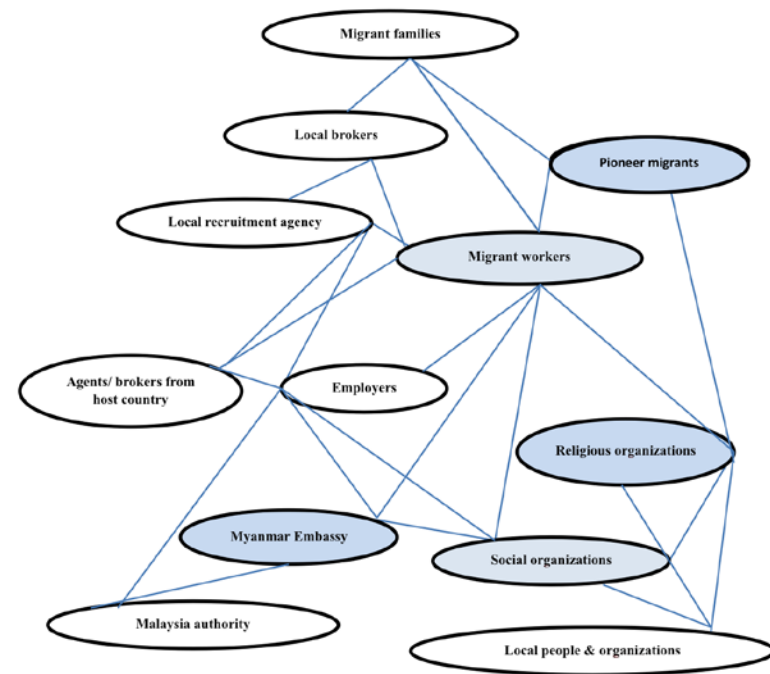 Migrant families
Local brokers
Pioneer migrants
Local recruitment agency
Migrant workers
Agents/ brokers from
host country
Employers
Religious organizations
Myanmar Embassy
Social organizations
Malaysia authority
Local people & organizations